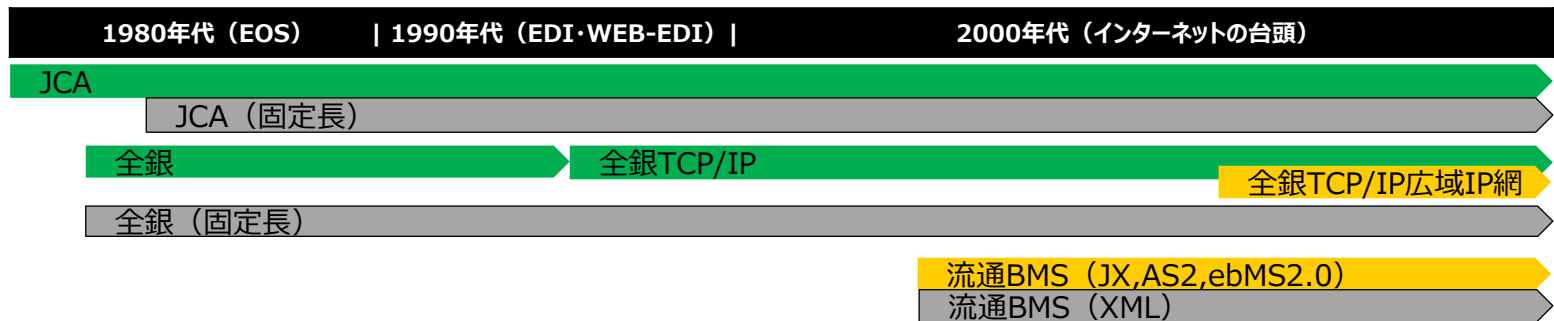 1980年代（EOS） | 1990年代（EDI･WEB-EDI）| 2000年代（インターネットの台頭）
JCA
JCA（固定長）
全銀 全銀TCP/IP
全銀TCP/IP広域IP網
全銀（固定長）
流通BMS（JX,AS2,ebMS2.0）
流通BMS（XML）